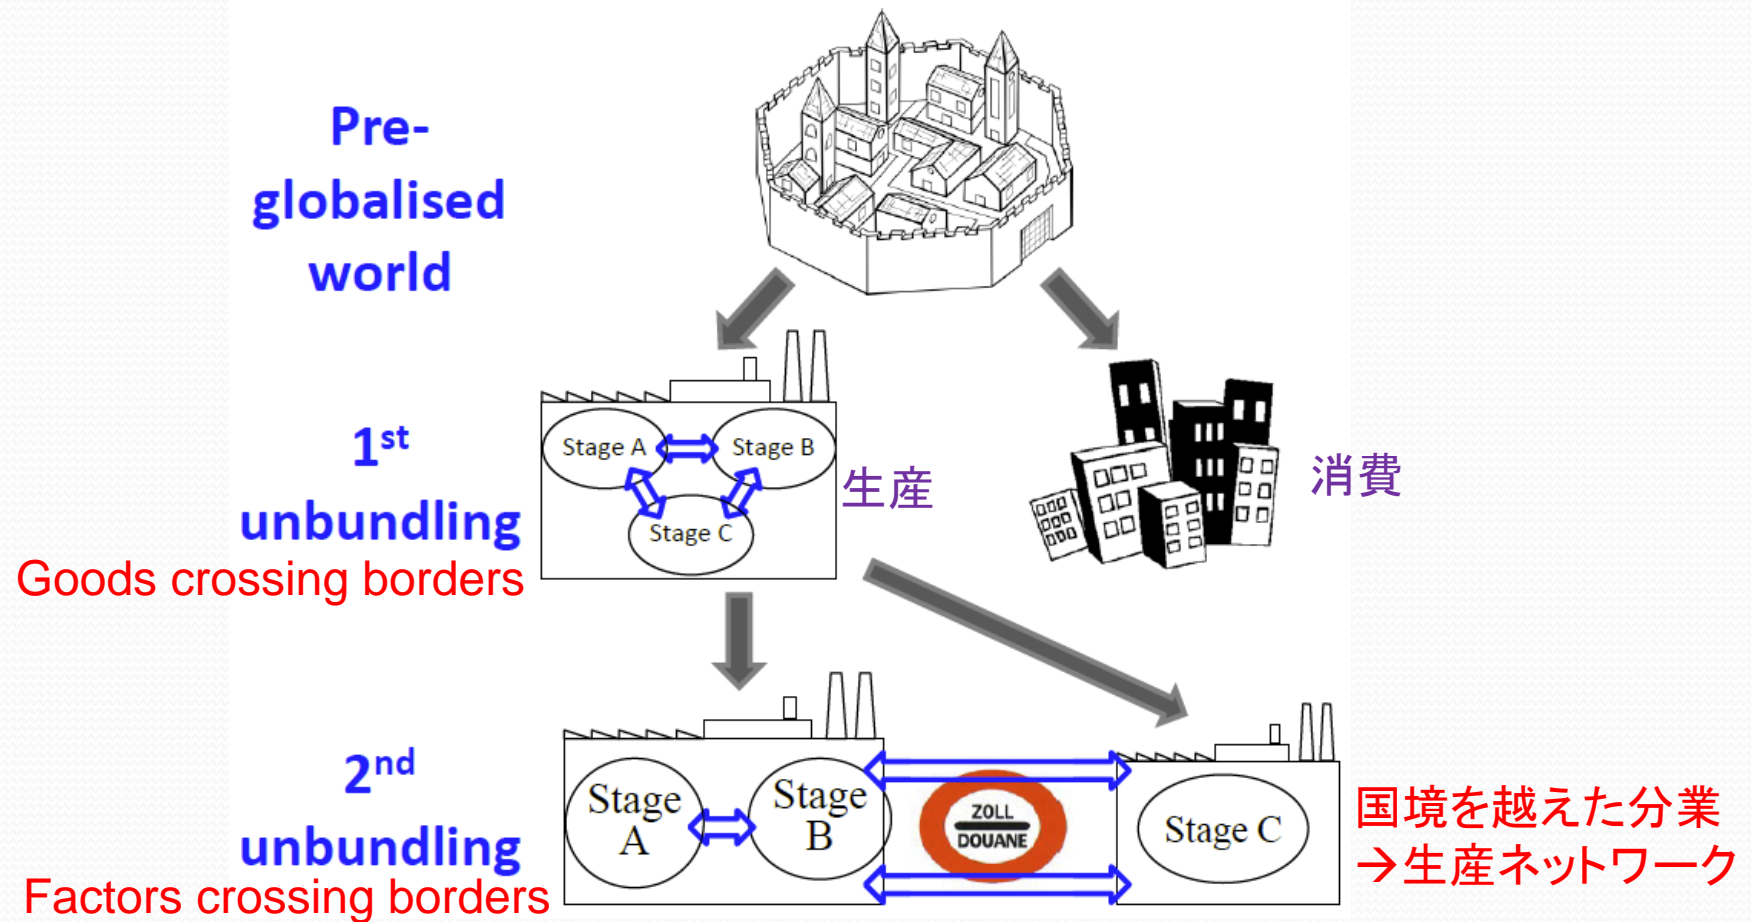 Pre-
globalised
world
1st
unbundling
Goods crossing borders
Stage A
Stage B
Stage C
生産
消費
2nd
unbundling
Factors crossing borders
Stage
A
Stage
B
ZOLL
DOUANE
Stage C
国境を越えた分業
→生産ネットワーク